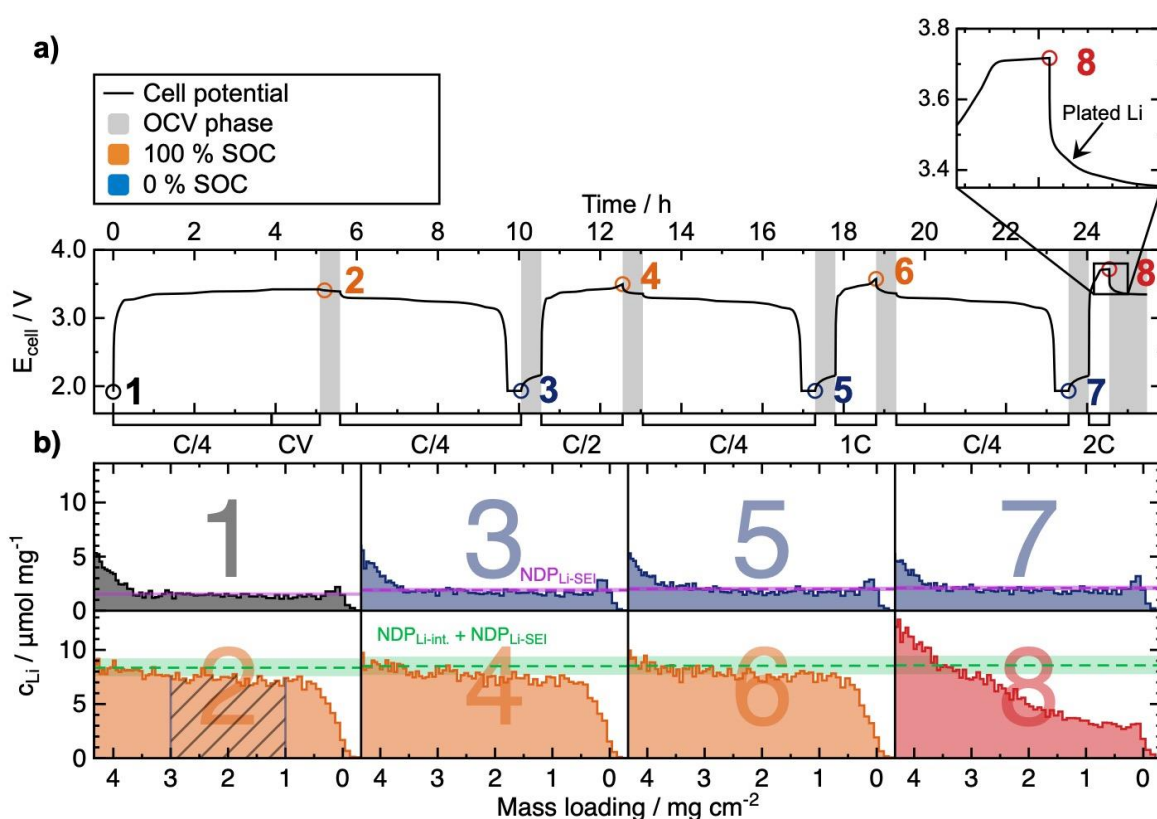 a)
Cell potential
OCV phase
100 % SOC
0 % SOC
3.8
3.6
3.4
8
Plated Li
Time / h
0 2 4 6 8 10 12 14 16 18 20 22 24
E_cell / V
4.0
3.0
2.0
1 2 3 4 5 6 7 8
C/4 CV C/4 C/2 C/4 1C C/4 2C
b)
c_Li / μmol mg⁻¹
10
5
0
1 3 5 7
NDP_Li-SEI
NDP_Li-int. + NDP_Li-SEI
10
5
0
2 4 6 8
4 3 2 1 0 4 3 2 1 0 4 3 2 1 0 4 3 2 1 0
Mass loading / mg cm⁻²